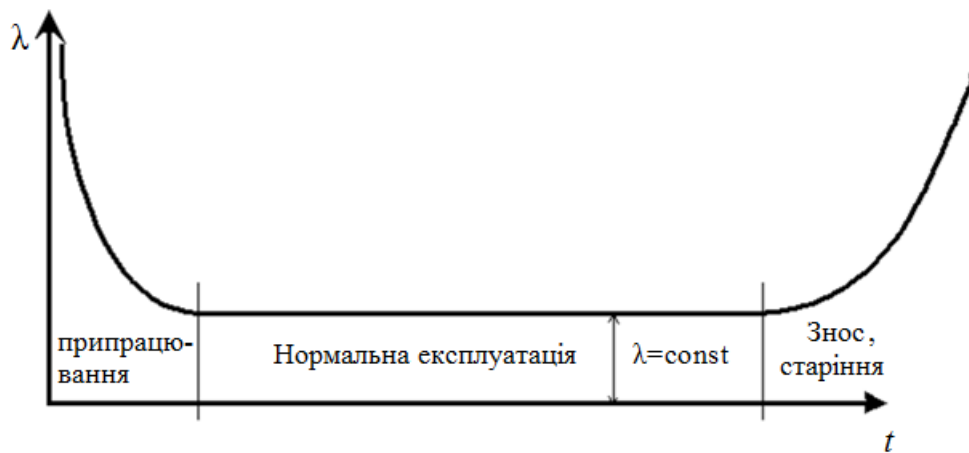 λ
припрацю-
вання
Нормальна експлуатація
λ=const
Знос,
старіння
t